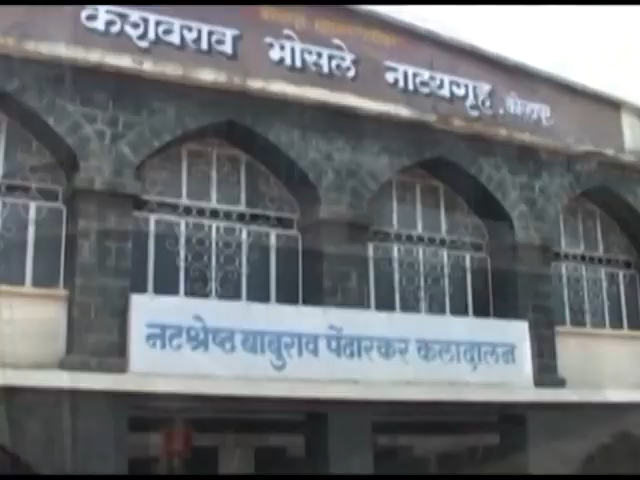 केशवराव भोसले नाट्यगृह, कोल्हापूर
नटश्रेष्ठ बाबुराव पेंढारकर कलादालन